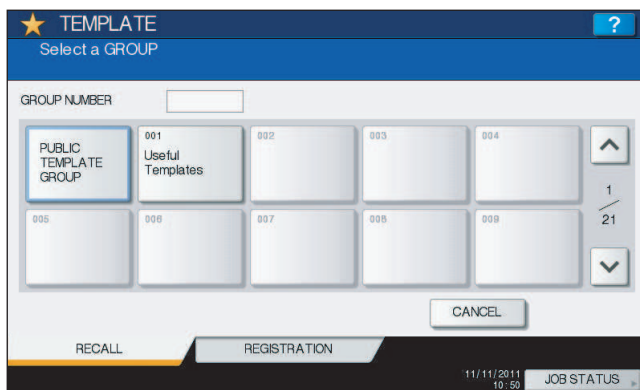 TEMPLATE
?
Select a GROUP
GROUP NUMBER
PUBLIC
TEMPLATE
GROUP
001
Useful
Templates
002
003
004
1
/
21
005
006
007
008
009
CANCEL
RECALL
REGISTRATION
11/11/2011
10:50
JOB STATUS